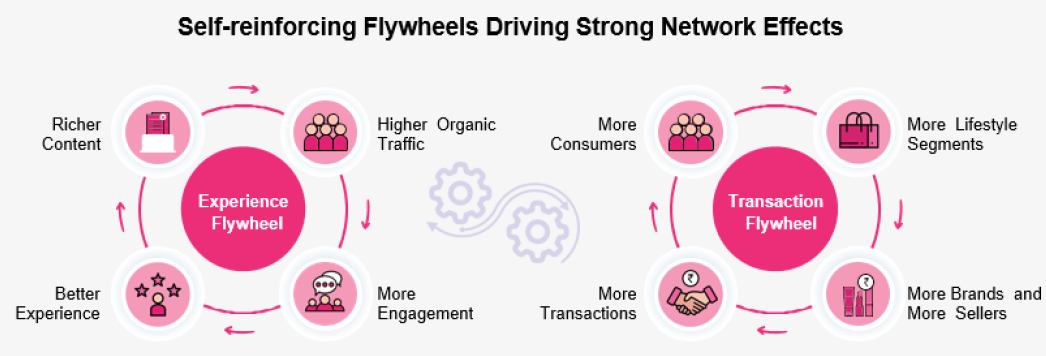 Self-reinforcing Flywheels Driving Strong Network Effects
Richer
Content
Higher Organic
Traffic
Experience
Flywheel
Better
Experience
More
Engagement
More
Consumers
More Lifestyle
Segments
Transaction
Flywheel
₹
More
Transactions
₹
More Brands and
More Sellers